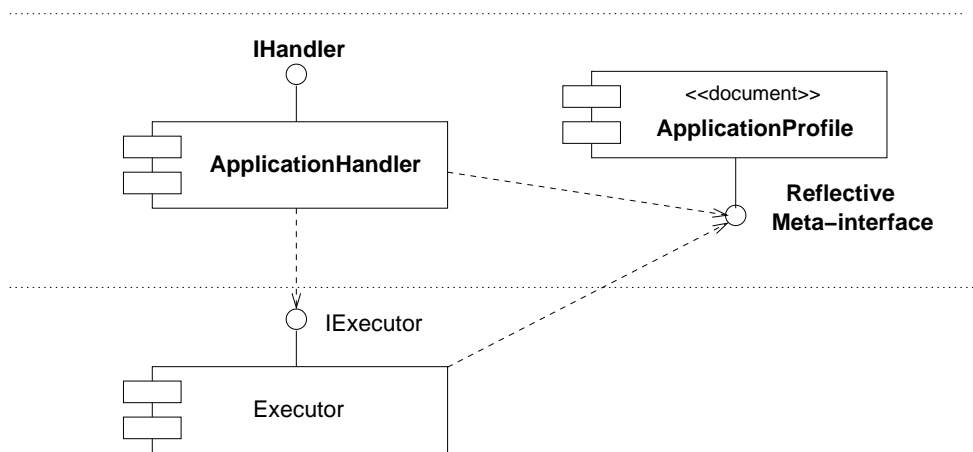 IHandler
<<document>>
ApplicationProfile
ApplicationHandler
Reflective
Meta−interface
IExecutor
Executor